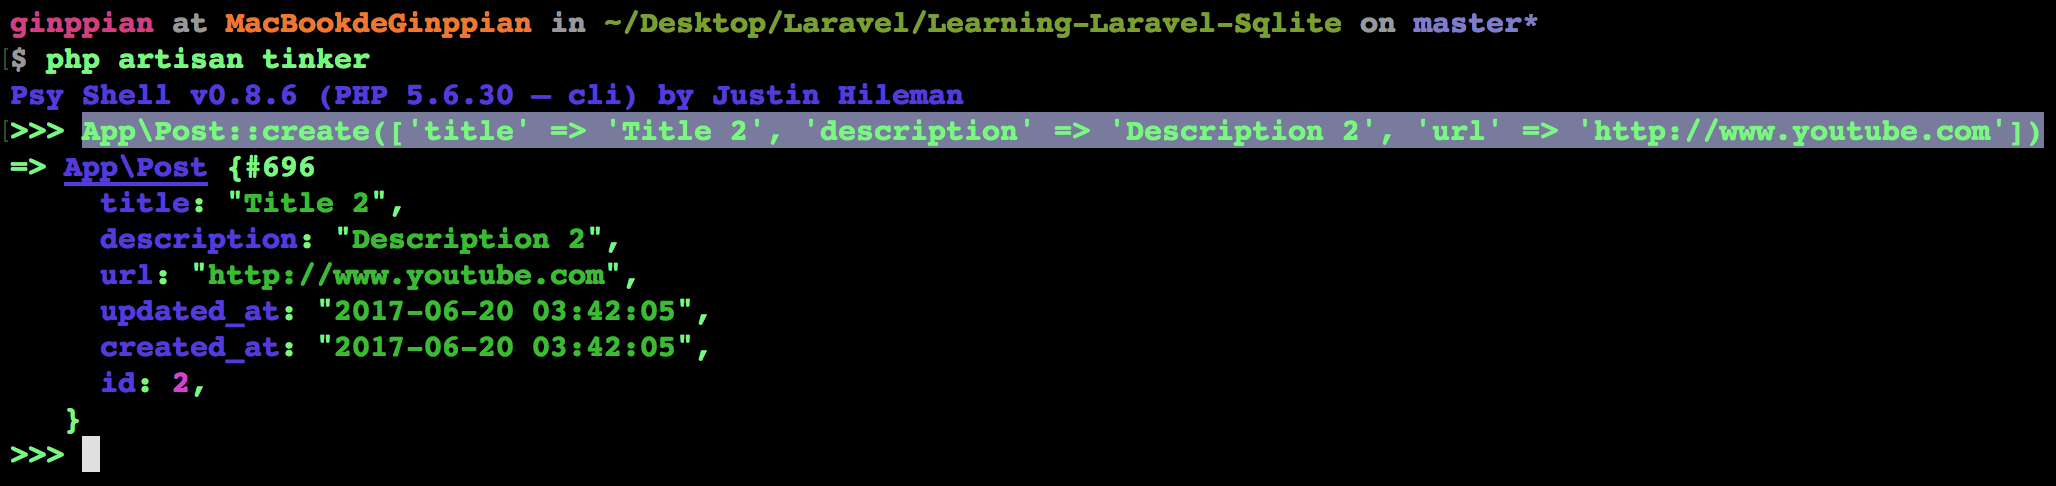 ginppian at MacBookdeGinppian in ~/Desktop/Laravel/Learning-Laravel-Sqlite on master*
[$ php artisan tinker
Psy Shell v0.8.6 (PHP 5.6.30 — cli) by Justin Hileman
[>>> App\Post::create(['title' => 'Title 2', 'description' => 'Description 2', 'url' => 'http://www.youtube.com'])
=> App\Post {#696
title: "Title 2",
description: "Description 2",
url: "http://www.youtube.com",
updated_at: "2017-06-20 03:42:05",
created_at: "2017-06-20 03:42:05",
id: 2,
}
>>>